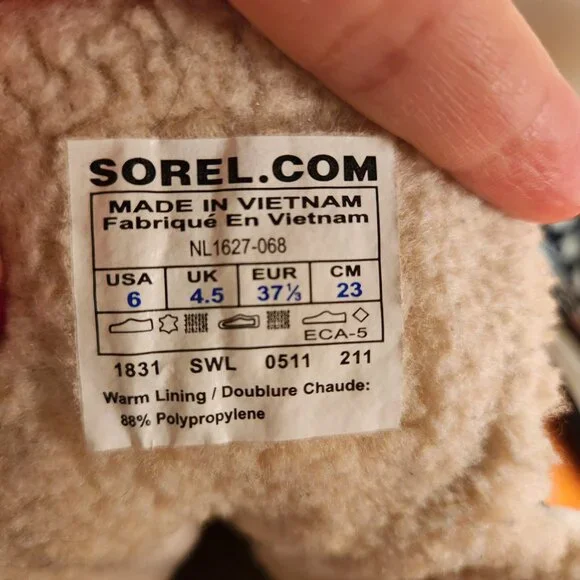 SOREL.COM
MADE IN VIETNAM
Fabriqué En Vietnam
NL1627-068
USA UK EUR CM
6 4.5 37⅓ 23
ECA-5
1831 SWL 0511 211
Warm Lining / Doublure Chaude:
88% Polypropylene